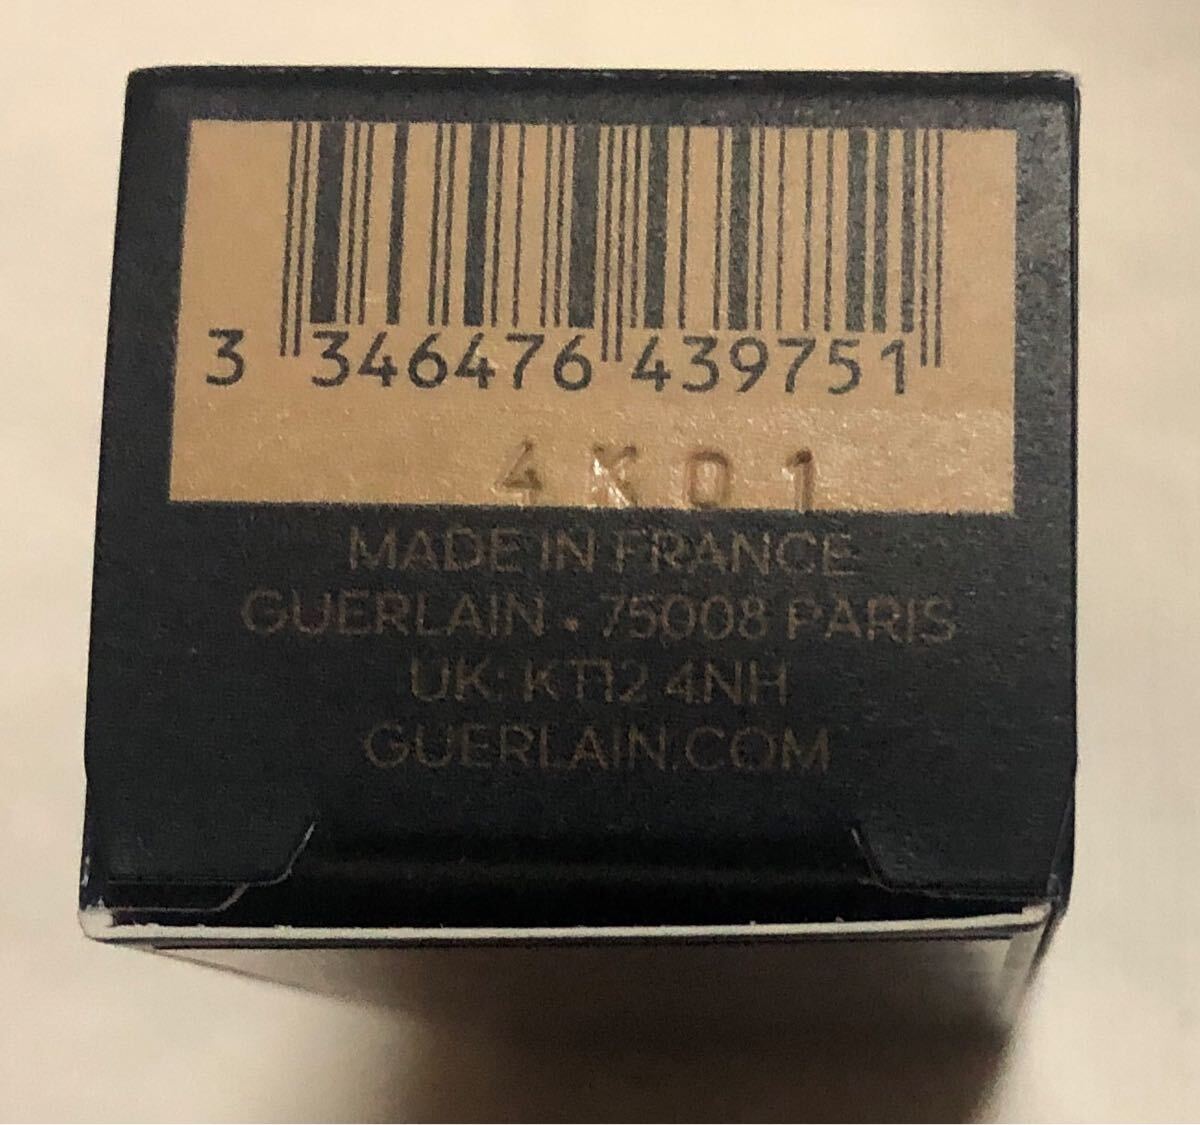 3 346476 439751
4K01
MADE IN FRANCE
GUERLAIN • 75008 PARIS
UK: KT12 4NH
GUERLAIN.COM